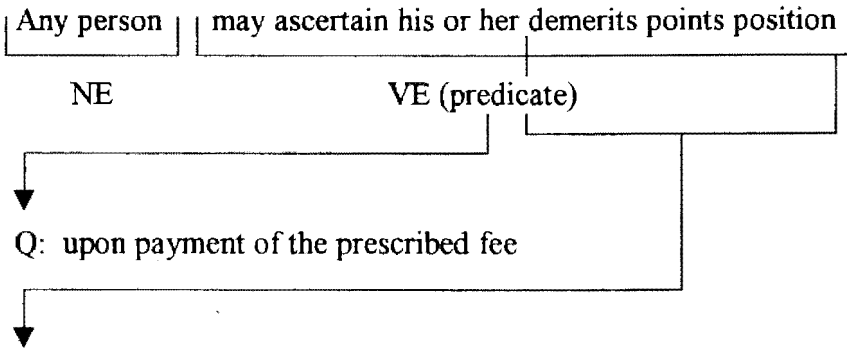 Any person may ascertain his or her demerits points position
NE VE (predicate)
Q: upon payment of the prescribed fee